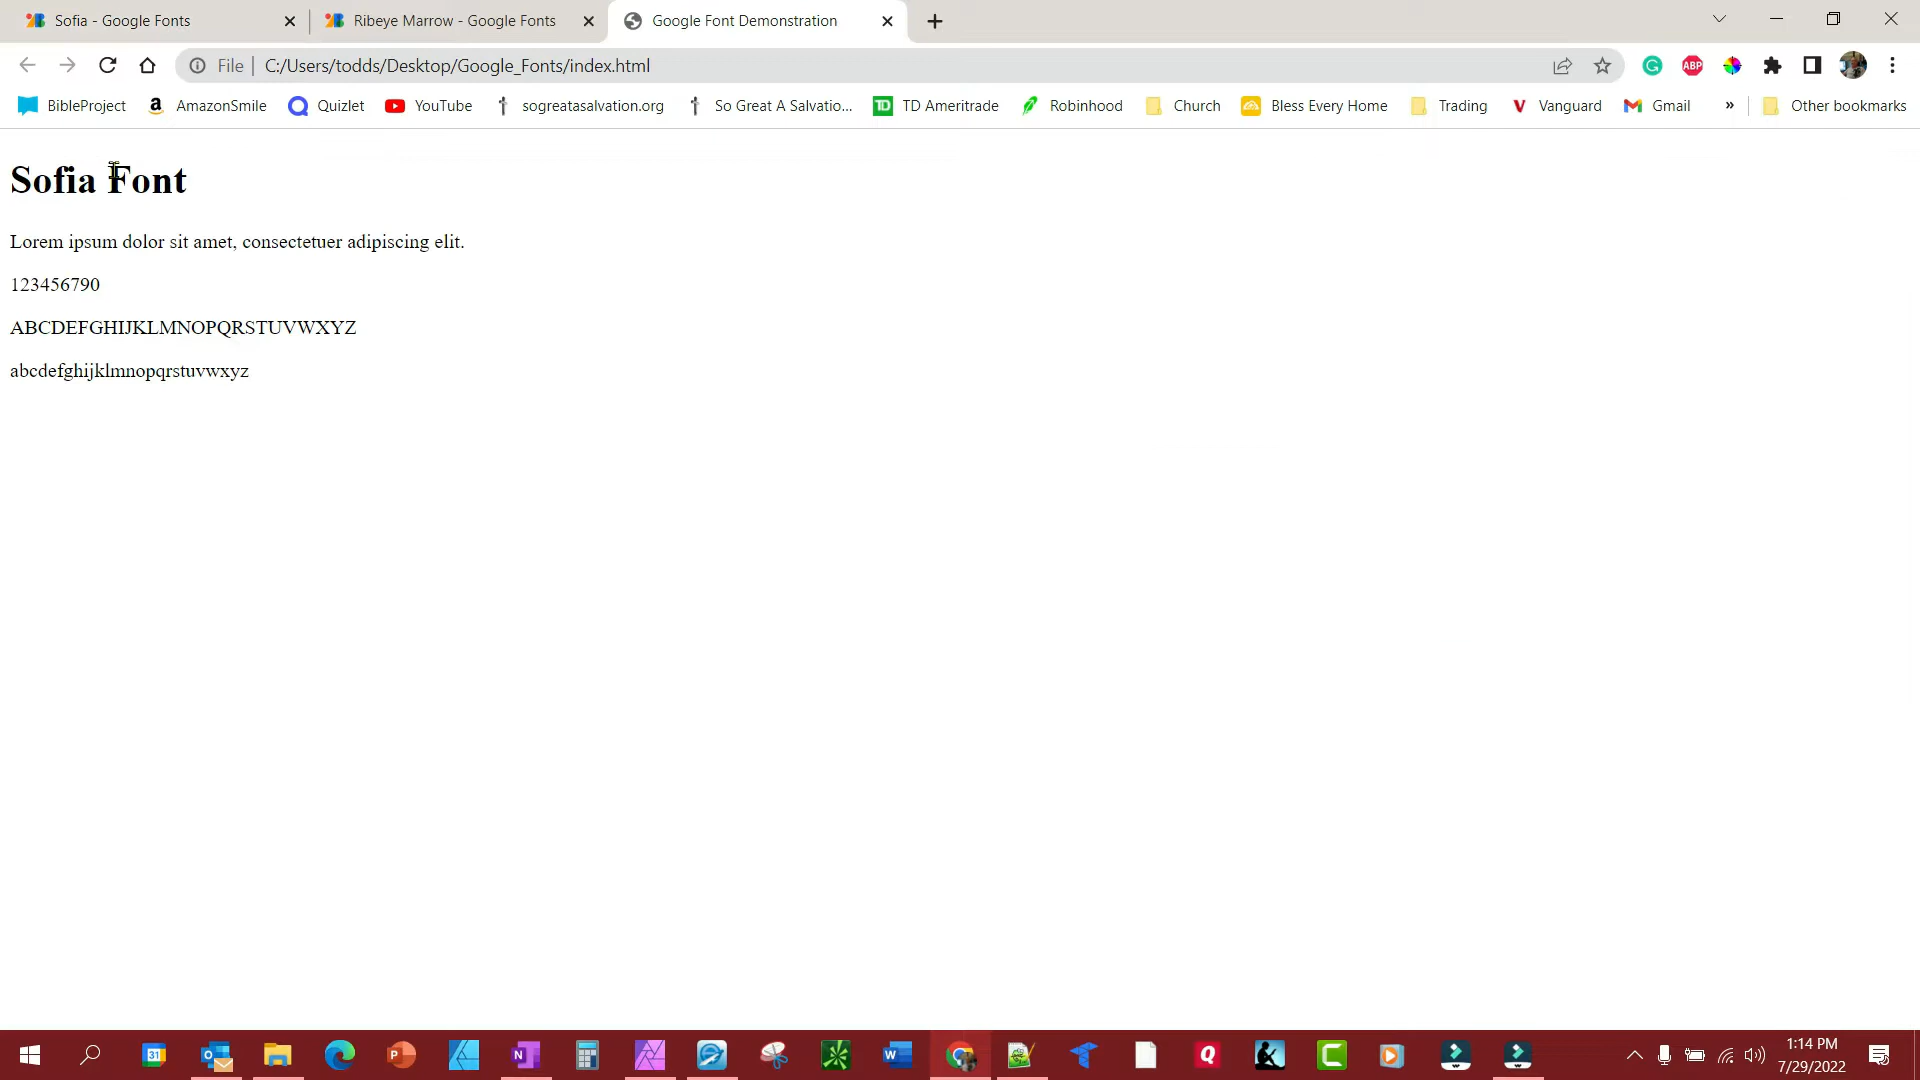 Sofia - Google Fonts
Ribeye Marrow - Google Fonts
Google Font Demonstration
File C:/Users/todds/Desktop/Google_Fonts/index.html
ABP
BibleProject AmazonSmile Quizlet YouTube sogreatasalvation.org So Great A Salvatio... TD Ameritrade Robinhood Church Bless Every Home Trading Vanguard Gmail » Other bookmarks
Sofia Font
Lorem ipsum dolor sit amet, consectetuer adipiscing elit.
123456790
ABCDEFGHIJKLMNOPQRSTUVWXYZ
abcdefghijklmnopqrstuvwxyz
1:14 PM
7/29/2022